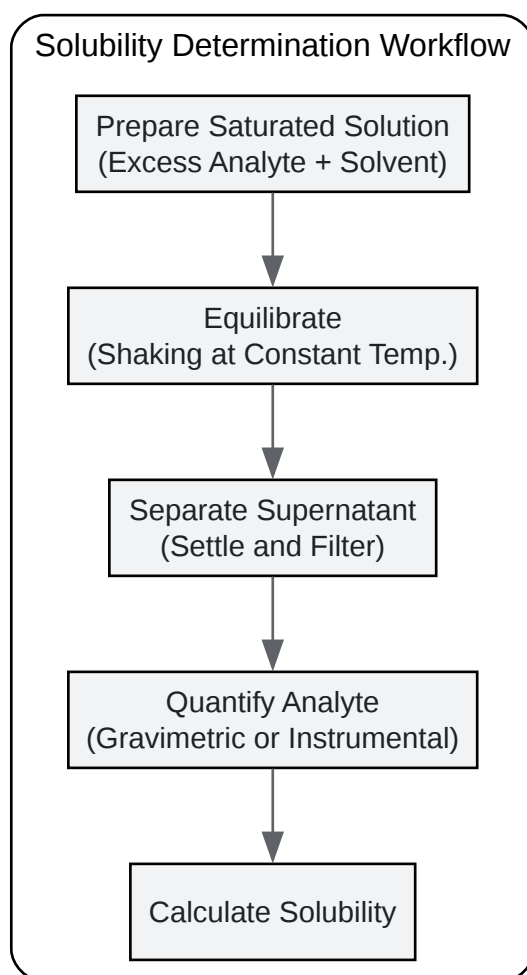 Solubility Determination Workflow
Prepare Saturated Solution
(Excess Analyte + Solvent)
Equilibrate
(Shaking at Constant Temp.)
Separate Supernatant
(Settle and Filter)
Quantify Analyte
(Gravimetric or Instrumental)
Calculate Solubility